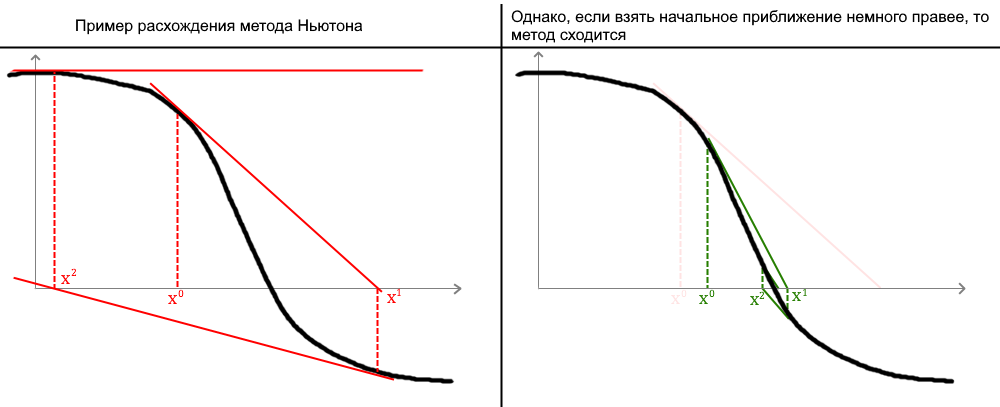 Пример расхождения метода Ньютона
Однако, если взять начальное приближение немного правее, то
метод сходится
x²
x⁰
x¹
x⁰
x⁰
x²
x¹